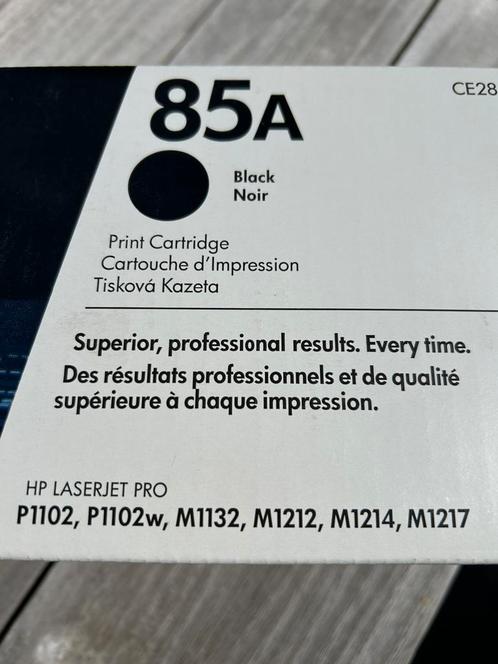 85A
CE28
Black
Noir
Print Cartridge
Cartouche d'Impression
Tisková Kazeta
Superior, professional results. Every time.
Des résultats professionnels et de qualité
supérieure à chaque impression.
HP LASERJET PRO
P1102, P1102w, M1132, M1212, M1214, M1217